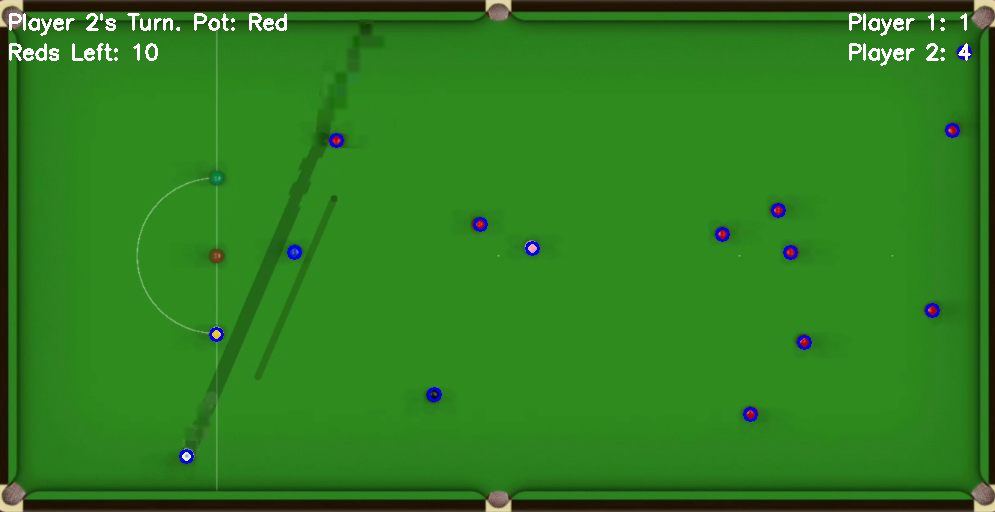 Player 2's Turn. Pot: Red
Reds Left: 10
Player 1: 1
Player 2: 4